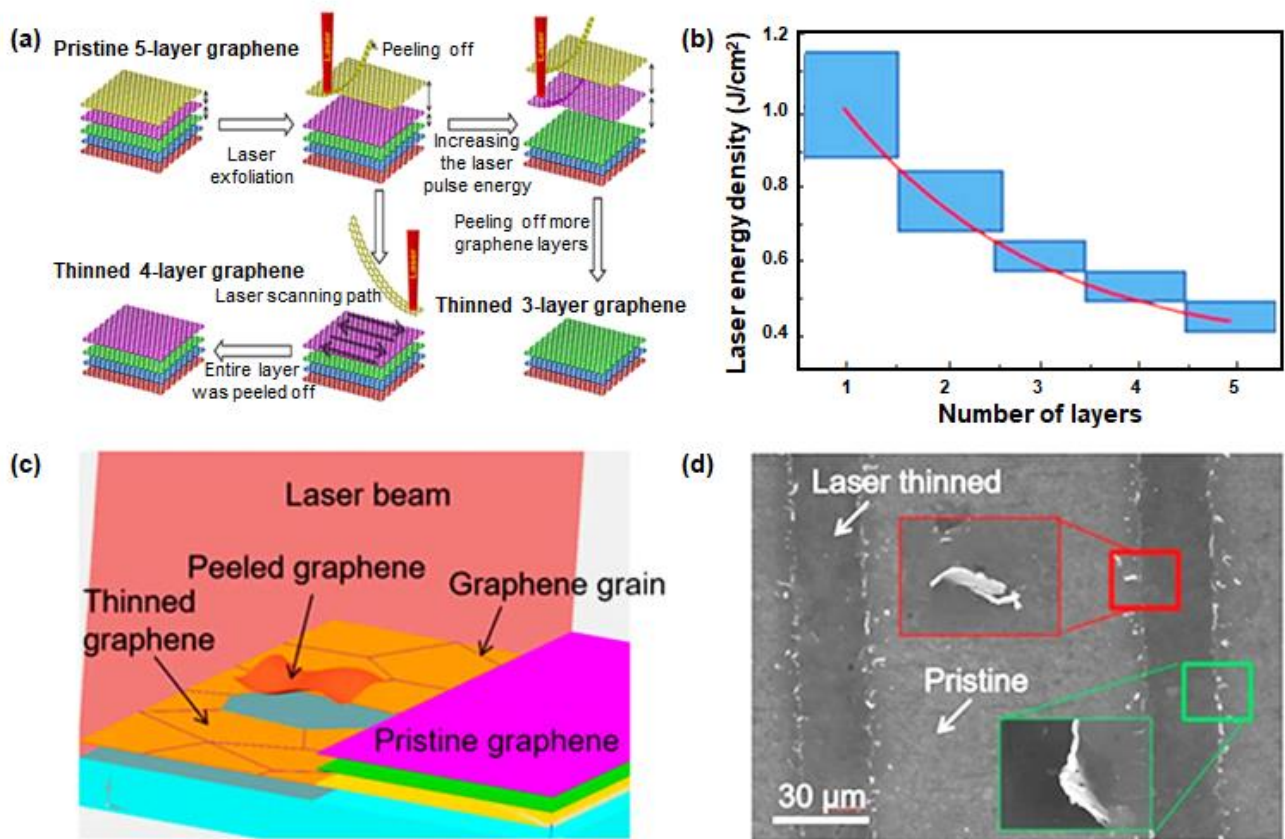 (a)
Pristine 5-layer graphene
Laser
Peeling off
Laser
Laser
exfoliation
Increasing
the laser
pulse energy
Peeling off more
graphene layers
Thinned 4-layer graphene
Laser scanning path
Laser
Thinned 3-layer graphene
Entire layer
was peeled off
(b)
Laser energy density (J/cm²)
1.2
1.0
0.8
0.6
0.4
1 2 3 4 5
Number of layers
(c)
Laser beam
Peeled graphene
Graphene grain
Thinned
graphene
Pristine graphene
(d)
Laser thinned
Pristine
30 μm